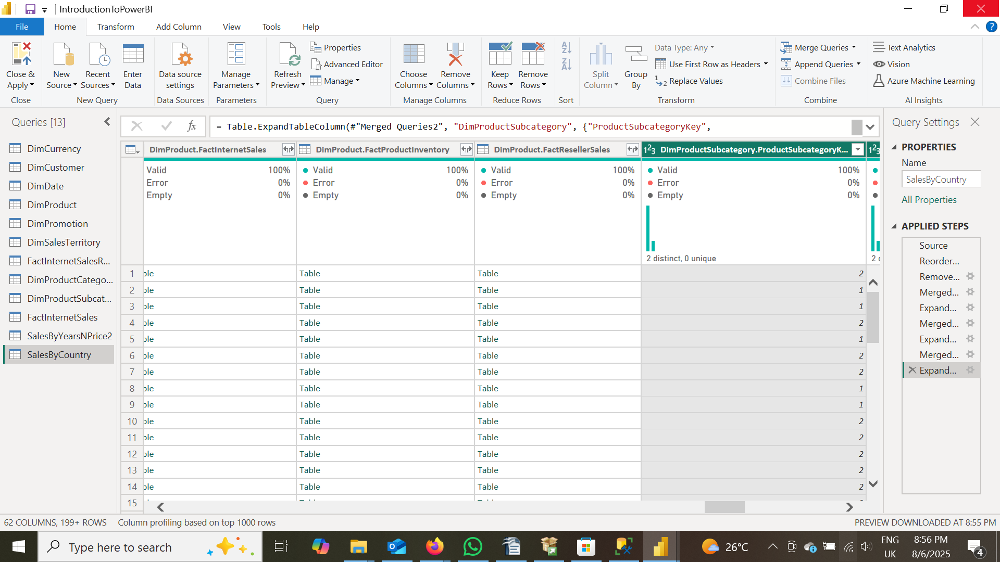 IntroductionToPowerBI
File Home Transform Add Column View Tools Help
Close & Apply
New Source
Recent Sources
Enter Data
Data source settings
Manage Parameters
Refresh Preview
Properties
Advanced Editor
Manage
Choose Columns
Remove Columns
Keep Rows
Remove Rows
Split Column
Group By
Data Type: Any
Use First Row as Headers
Replace Values
Merge Queries
Append Queries
Combine Files
Text Analytics
Vision
Azure Machine Learning
Close New Query Data Sources Parameters Query Manage Columns Reduce Rows Sort Transform Combine AI Insights
Queries [13]
DimCurrency
DimCustomer
DimDate
DimProduct
DimPromotion
DimSalesTerritory
FactInternetSalesR...
DimProductCatego...
DimProductSubcat...
FactInternetSales
SalesByYearsNPrice2
SalesByCountry
fx = Table.ExpandTableColumn(#"Merged Queries2", "DimProductSubcategory", {"ProductSubcategoryKey",
DimProduct.FactInternetSales DimProduct.FactProductInventory DimProduct.FactResellerSales 123 DimProductSubcategory.ProductSubcategoryK... 123
Valid 100% Valid 100% Valid 100% Valid 100%
Error 0% Error 0% Error 0% Error 0%
Empty 0% Empty 0% Empty 0% Empty 0%
2 distinct, 0 unique 2
1 ble Table Table 2
2 ble Table Table 1
3 ble Table Table 1
4 ble Table Table 2
5 ble Table Table 1
6 ble Table Table 2
7 ble Table Table 2
8 ble Table Table 1
9 ble Table Table 1
10 ble Table Table 2
11 ble Table Table 2
12 ble Table Table 2
13 ble Table Table 2
14 ble Table Table 2
15
Query Settings
PROPERTIES
Name
SalesByCountry
All Properties
APPLIED STEPS
Source
Reorder...
Remove...
Merged...
Expand...
Merged...
Expand...
Merged...
Expand...
62 COLUMNS, 199+ ROWS Column profiling based on top 1000 rows PREVIEW DOWNLOADED AT 8:55 PM
Type here to search
26°C
ENG
UK
8:56 PM
8/6/2025
4